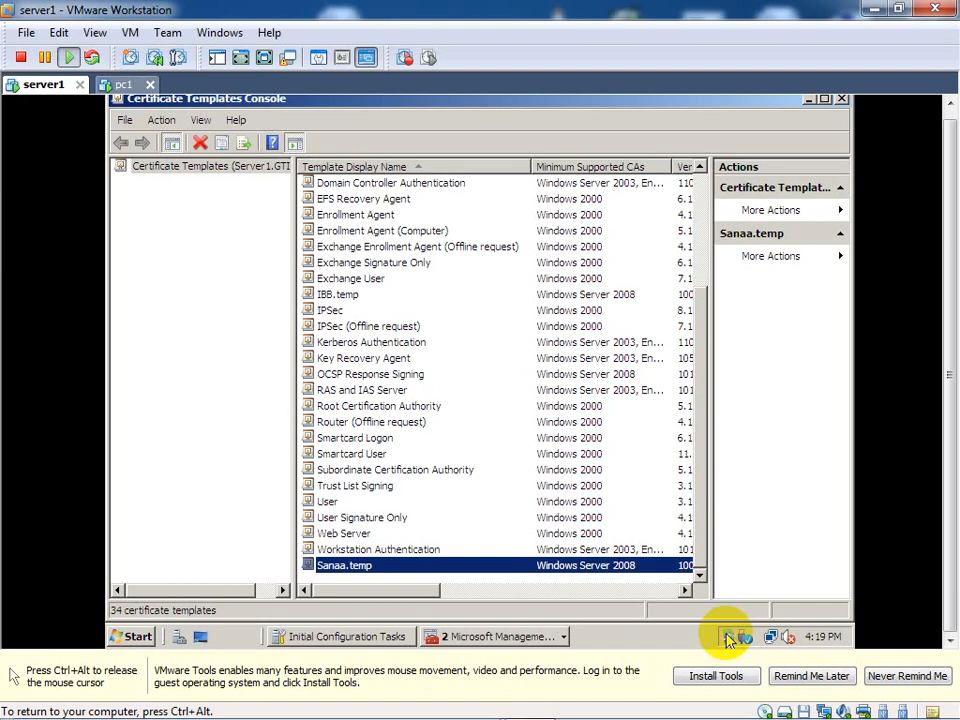 server1 - VMware Workstation
File Edit View VM Team Windows Help
server1 pc1
Certificate Templates Console
File Action View Help
Certificate Templates (Server1.GTI
Template Display Name Minimum Supported CAs Ver
Domain Controller Authentication Windows Server 2003, En... 110
EFS Recovery Agent Windows 2000 6.1
Enrollment Agent Windows 2000 4.1
Enrollment Agent (Computer) Windows 2000 5.1
Exchange Enrollment Agent (Offline request) Windows 2000 4.1
Exchange Signature Only Windows 2000 6.1
Exchange User Windows 2000 7.1
IBB.temp Windows Server 2008 100
IPSec Windows 2000 8.1
IPSec (Offline request) Windows 2000 7.1
Kerberos Authentication Windows Server 2003, En... 110
Key Recovery Agent Windows Server 2003, En... 105
OCSP Response Signing Windows Server 2008 101
RAS and IAS Server Windows Server 2003, En... 101
Root Certification Authority Windows 2000 5.1
Router (Offline request) Windows 2000 4.1
Smartcard Logon Windows 2000 6.1
Smartcard User Windows 2000 11.
Subordinate Certification Authority Windows 2000 5.1
Trust List Signing Windows 2000 3.1
User Windows 2000 3.1
User Signature Only Windows 2000 4.1
Web Server Windows 2000 4.1
Workstation Authentication Windows Server 2003, En... 101
Sanaa.temp Windows Server 2008 100
Actions
Certificate Templat...
More Actions
Sanaa.temp
More Actions
34 certificate templates
Start Initial Configuration Tasks 2 Microsoft Manageme... 4:19 PM
Press Ctrl+Alt to release
the mouse cursor
VMware Tools enables many features and improves mouse movement, video and performance. Log in to the
guest operating system and click Install Tools.
Install Tools Remind Me Later Never Remind Me
To return to your computer, press Ctrl+Alt.